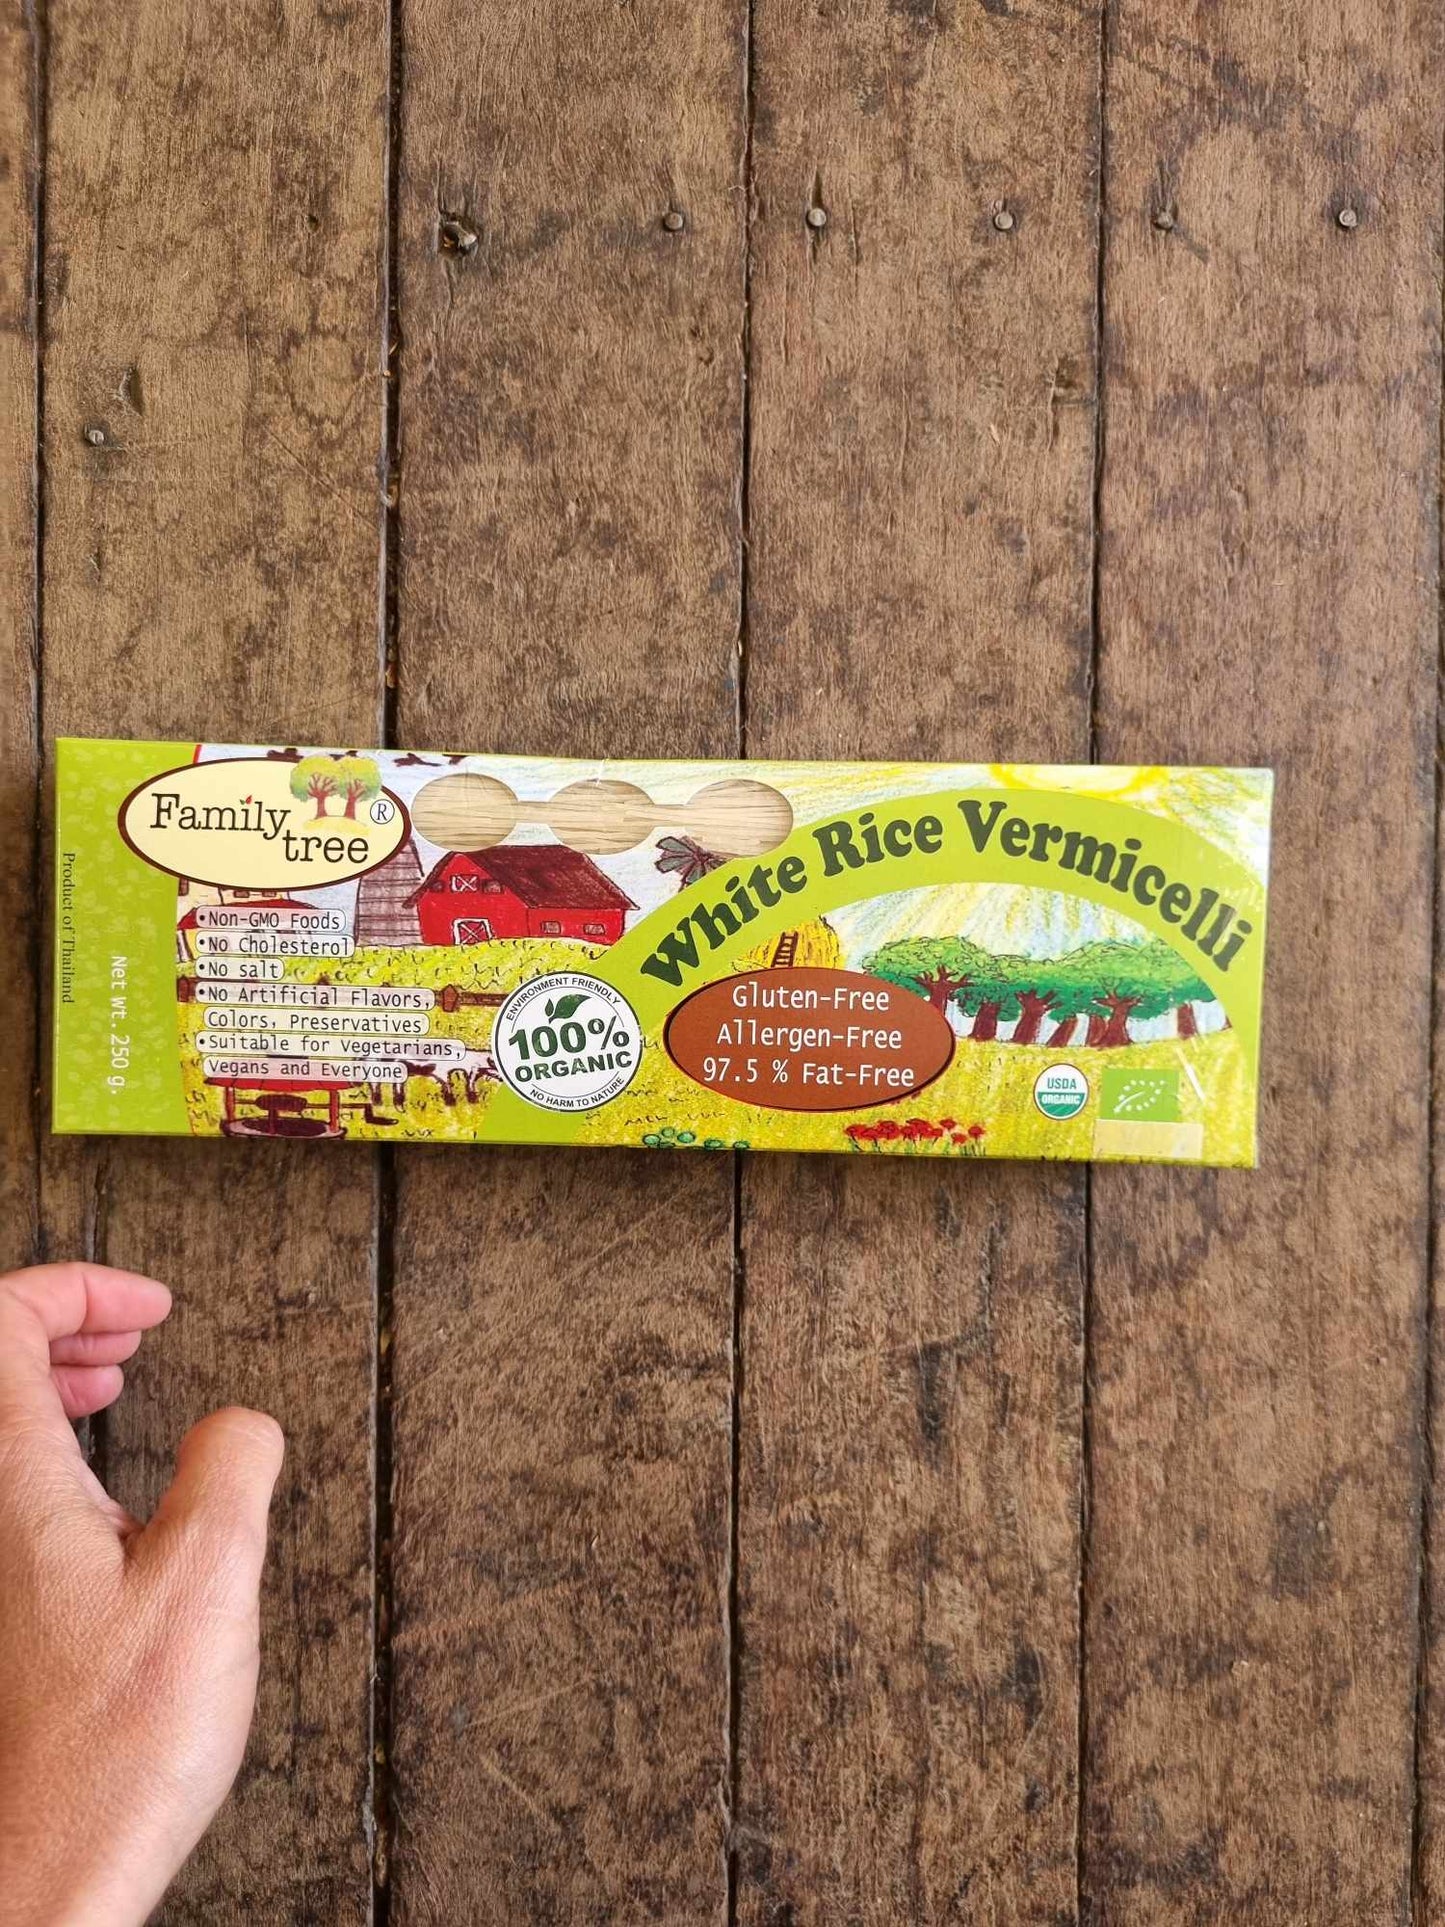 Family
tree
®
Product of Thailand
Net wt. 250 g.
•Non-GMO Foods
•No Cholesterol
•No salt
•No Artificial Flavors,
Colors, Preservatives
•Suitable for vegetarians,
vegans and Everyone
ENVIRONMENT FRIENDLY
100%
ORGANIC
NO HARM TO NATURE
White Rice Vermicelli
Gluten-Free
Allergen-Free
97.5 % Fat-Free
USDA
ORGANIC